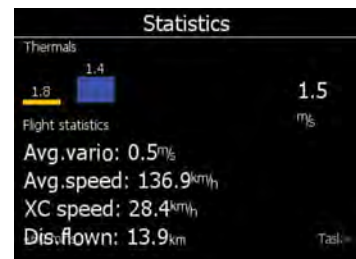 Statistics
Thermals
1.4
1.8
1.5
m/s
Flight statistics
Avg.vario: 0.5m/s
Avg.speed: 136.9km/h
XC speed: 28.4km/h
Dis.flown: 13.9km
Task